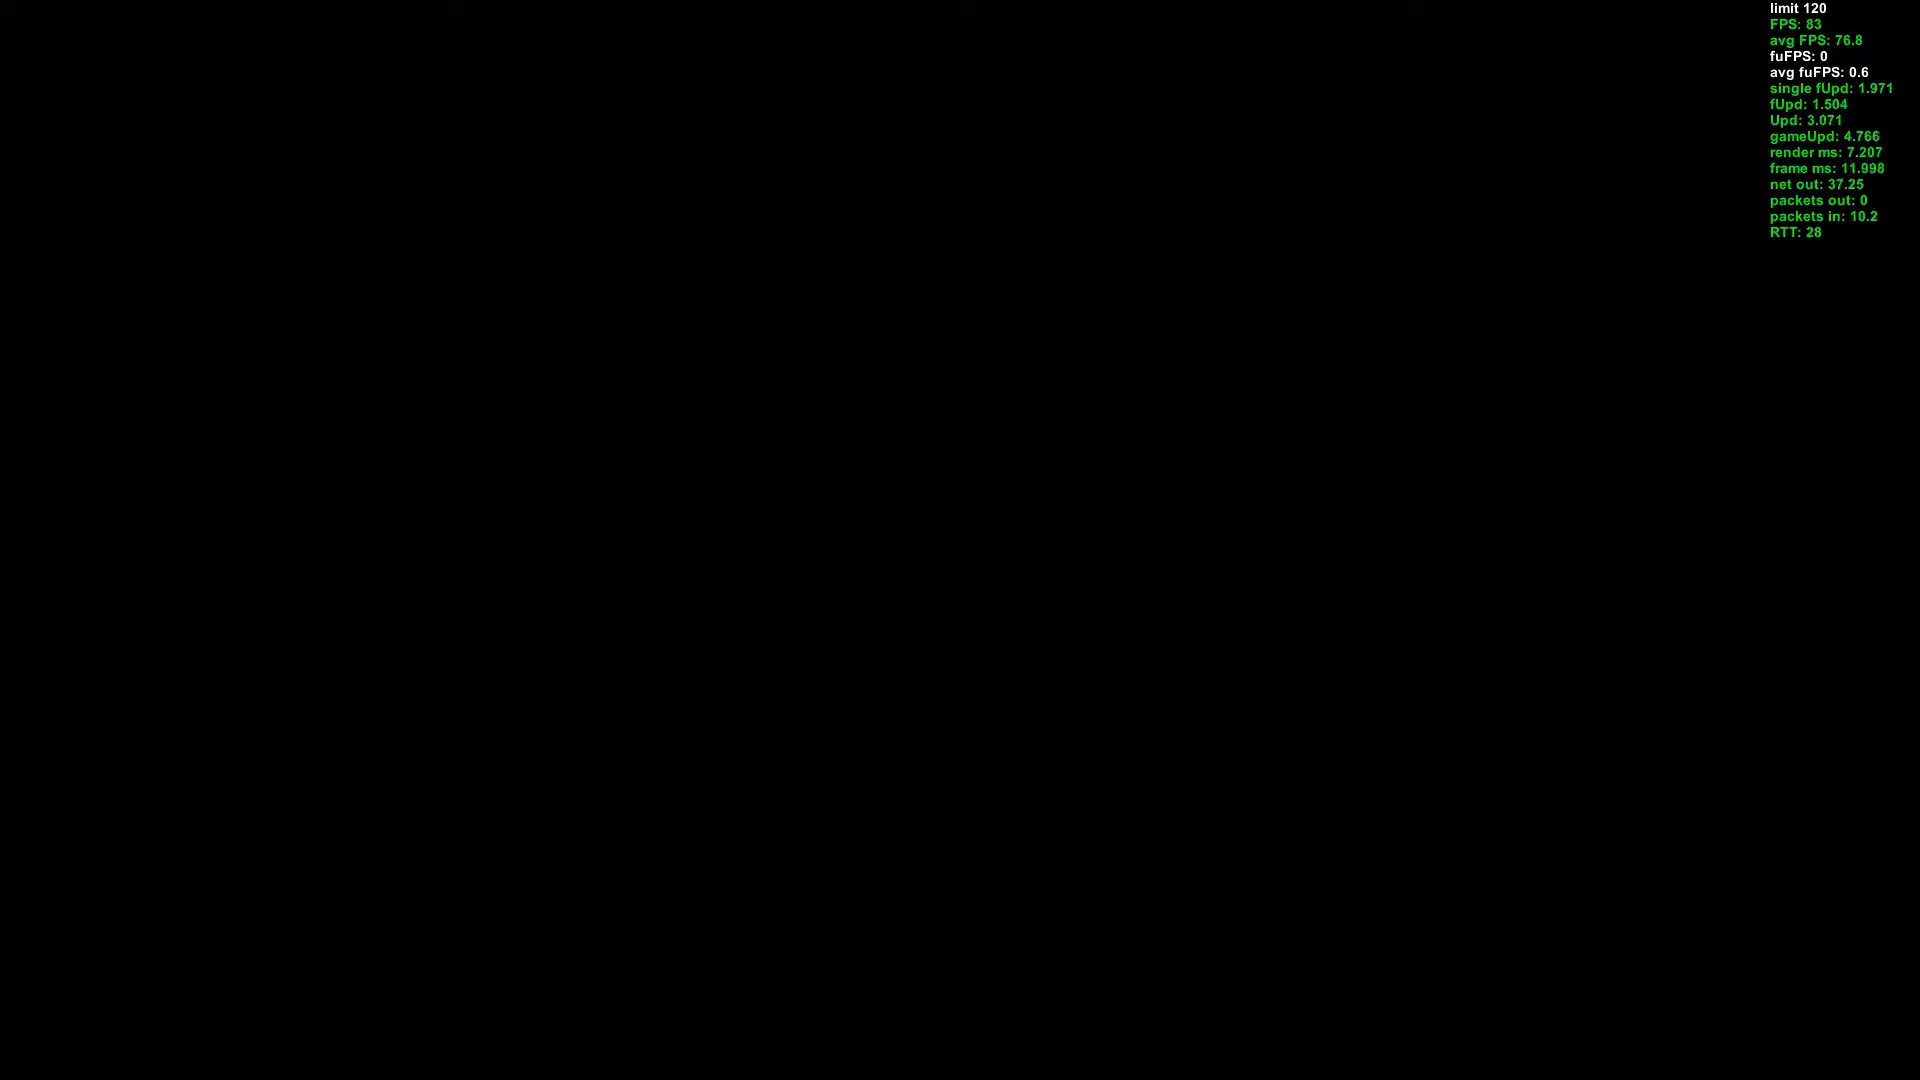 limit 120
FPS: 83
avg FPS: 76.8
fuFPS: 0
avg fuFPS: 0.6
single fUpd: 1.971
fUpd: 1.504
Upd: 3.071
gameUpd: 4.766
render ms: 7.207
frame ms: 11.998
net out: 37.25
packets out: 0
packets in: 10.2
RTT: 28